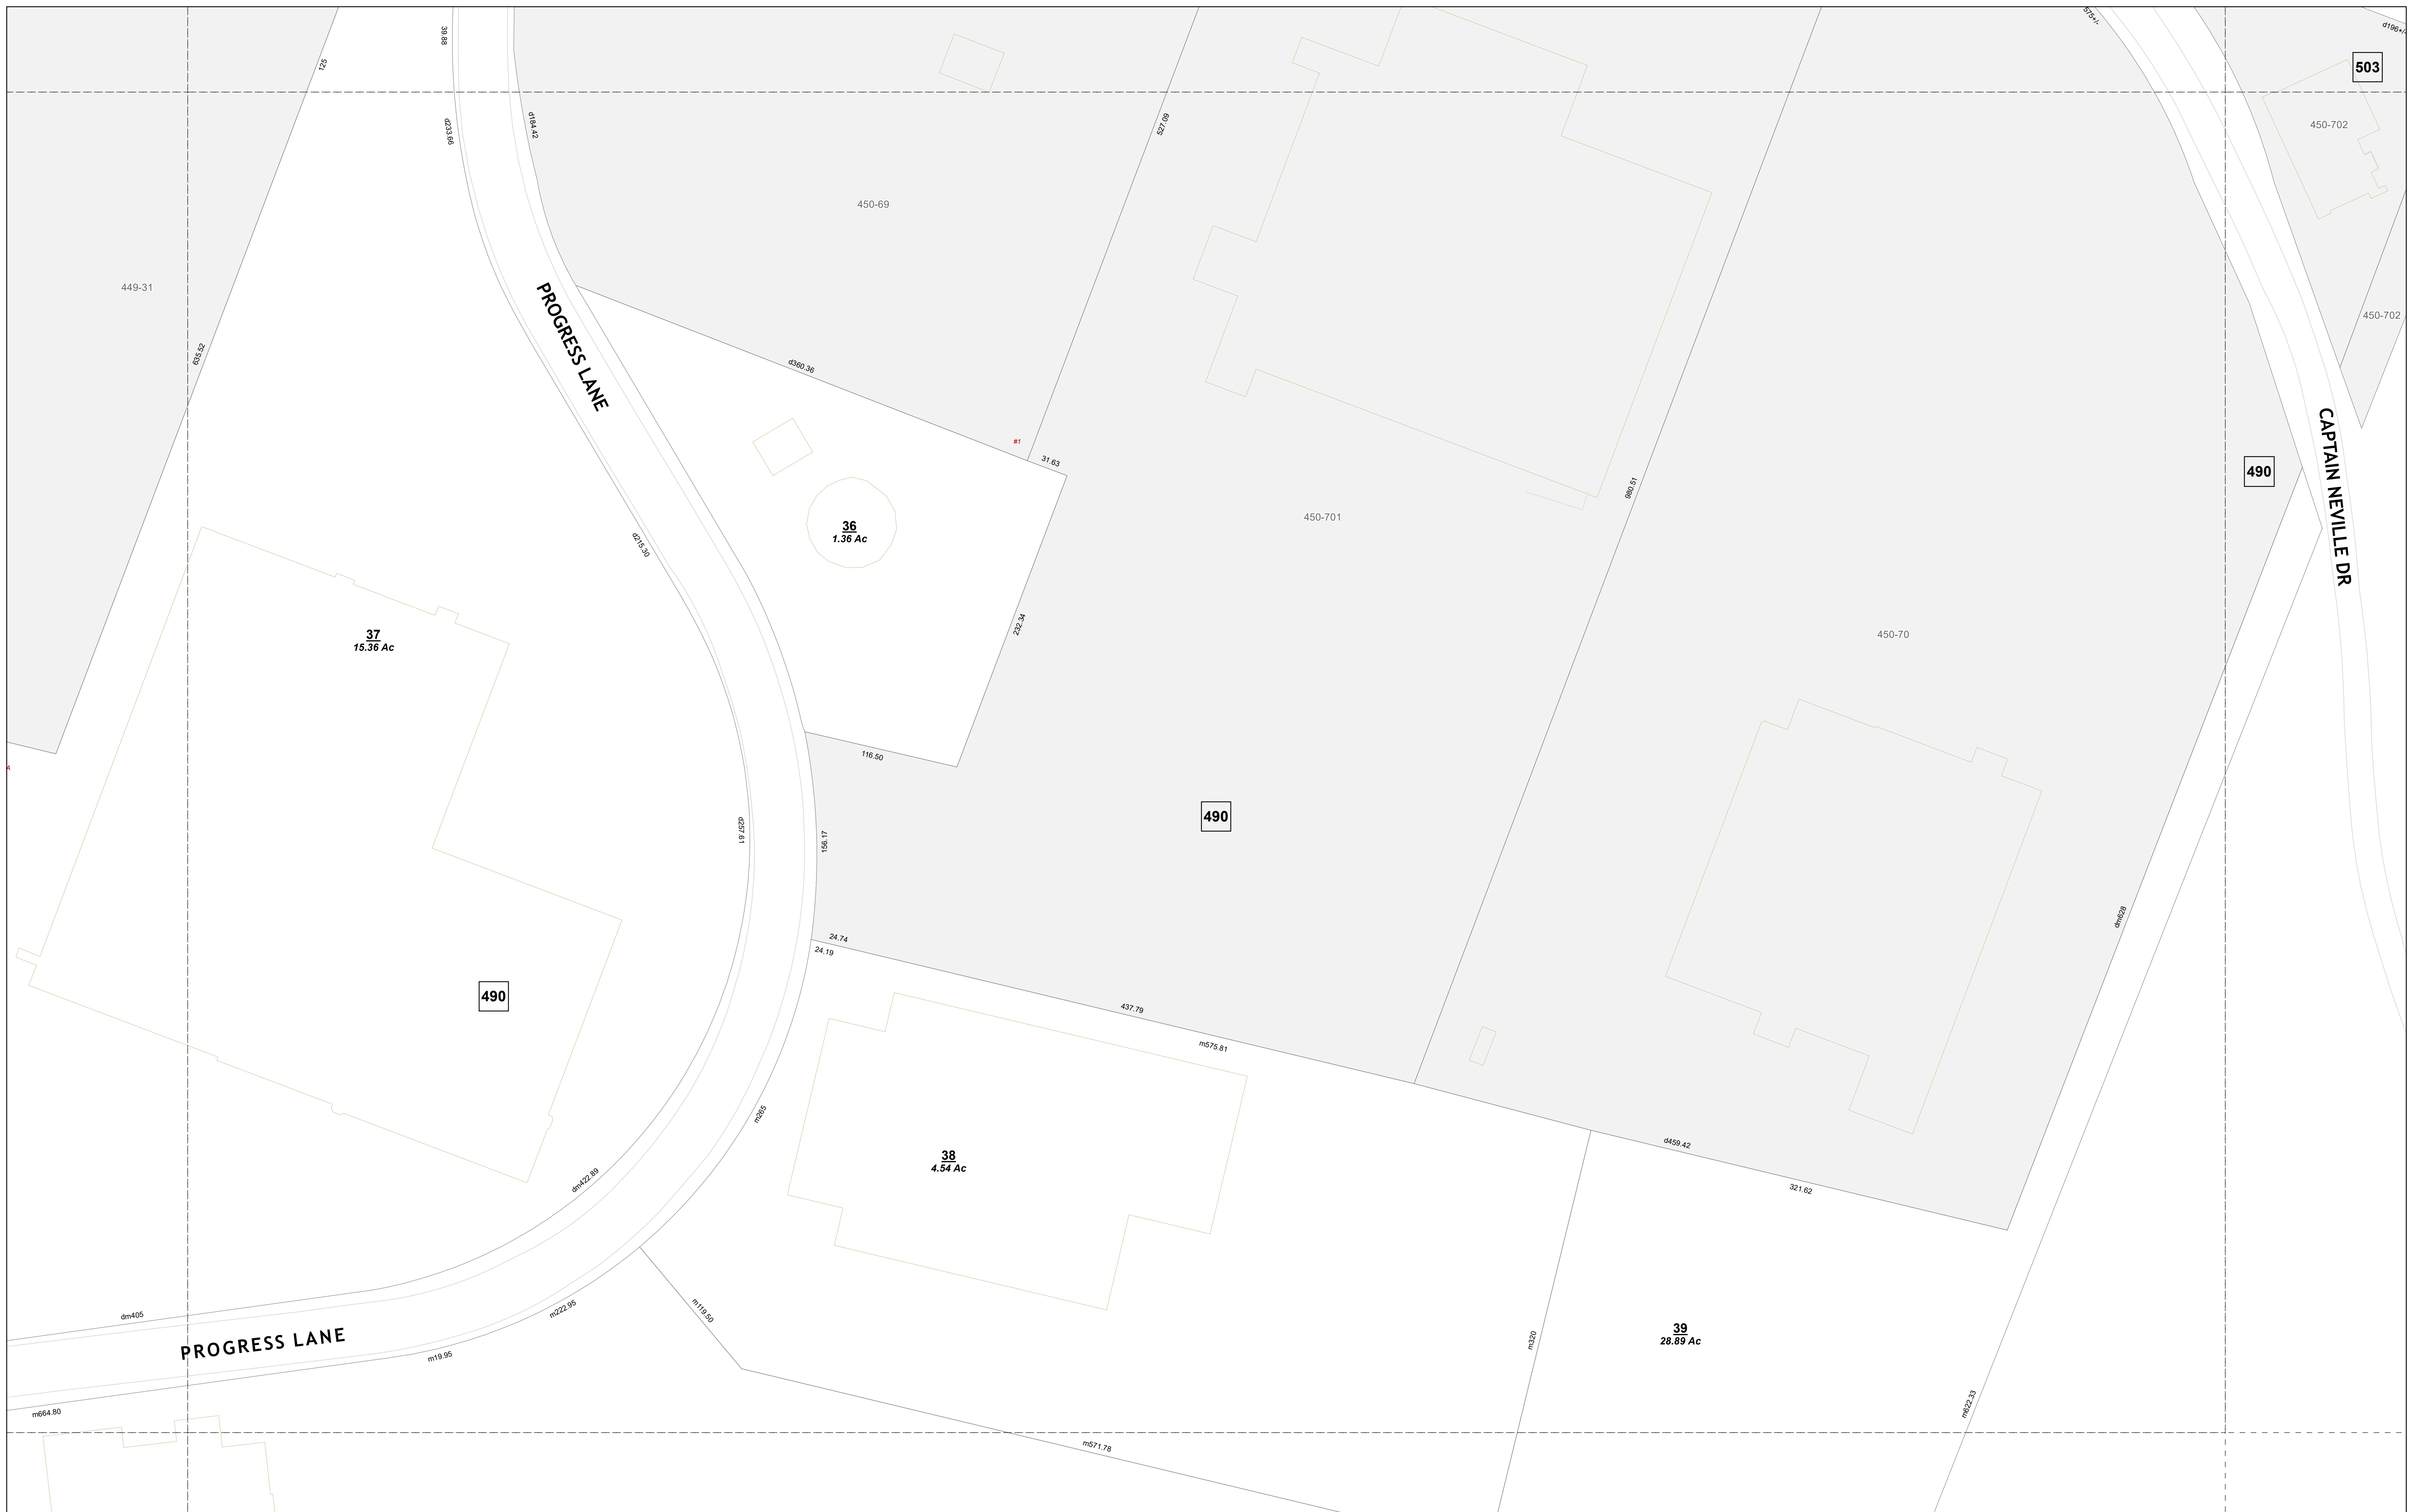 39.88
125
575+/-
d196+/-
503
d233.66
d184.42
527.09
450-702
450-69
449-31
450-702
PROGRESS LANE
635.52
d360.36
#1
31.63
490
CAPTAIN NEVILLE DR
980.51
450-701
36
1.36 Ac
d215.30
232.34
37
15.36 Ac
450-70
116.50
4
490
d257.61
156.17
dm628
24.74
24.19
490
437.79
m575.81
m265
38
4.54 Ac
d459.42
dm422.89
321.62
m119.50
m222.95
dm405
PROGRESS LANE
m19.95
39
28.89 Ac
m320
m664.80
m622.33
m571.78